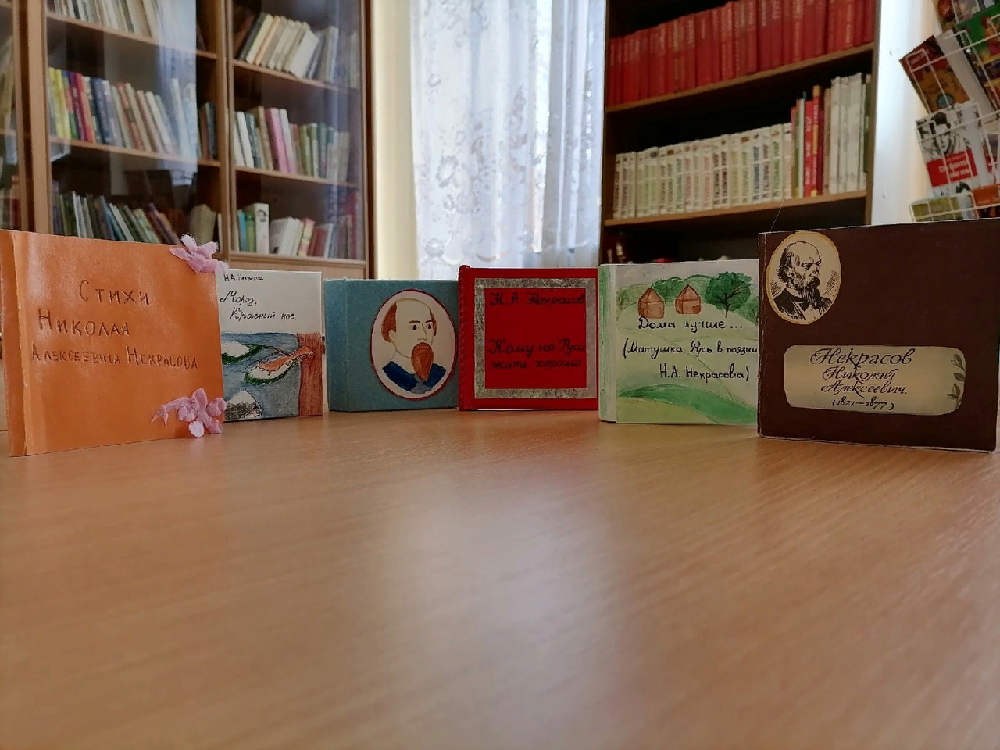 Стихи
Николая
Алексеевича Некрасова
Н.А. Некрасов
Мороз,
Красный нос.
Н. А. Некрасов
Кому на Руси
жить хорошо
Дома лучше...
(Матушка Русь в поэзии
Н.А. Некрасова)
Некрасов
Николай
Алексеевич.
(1821-1877)